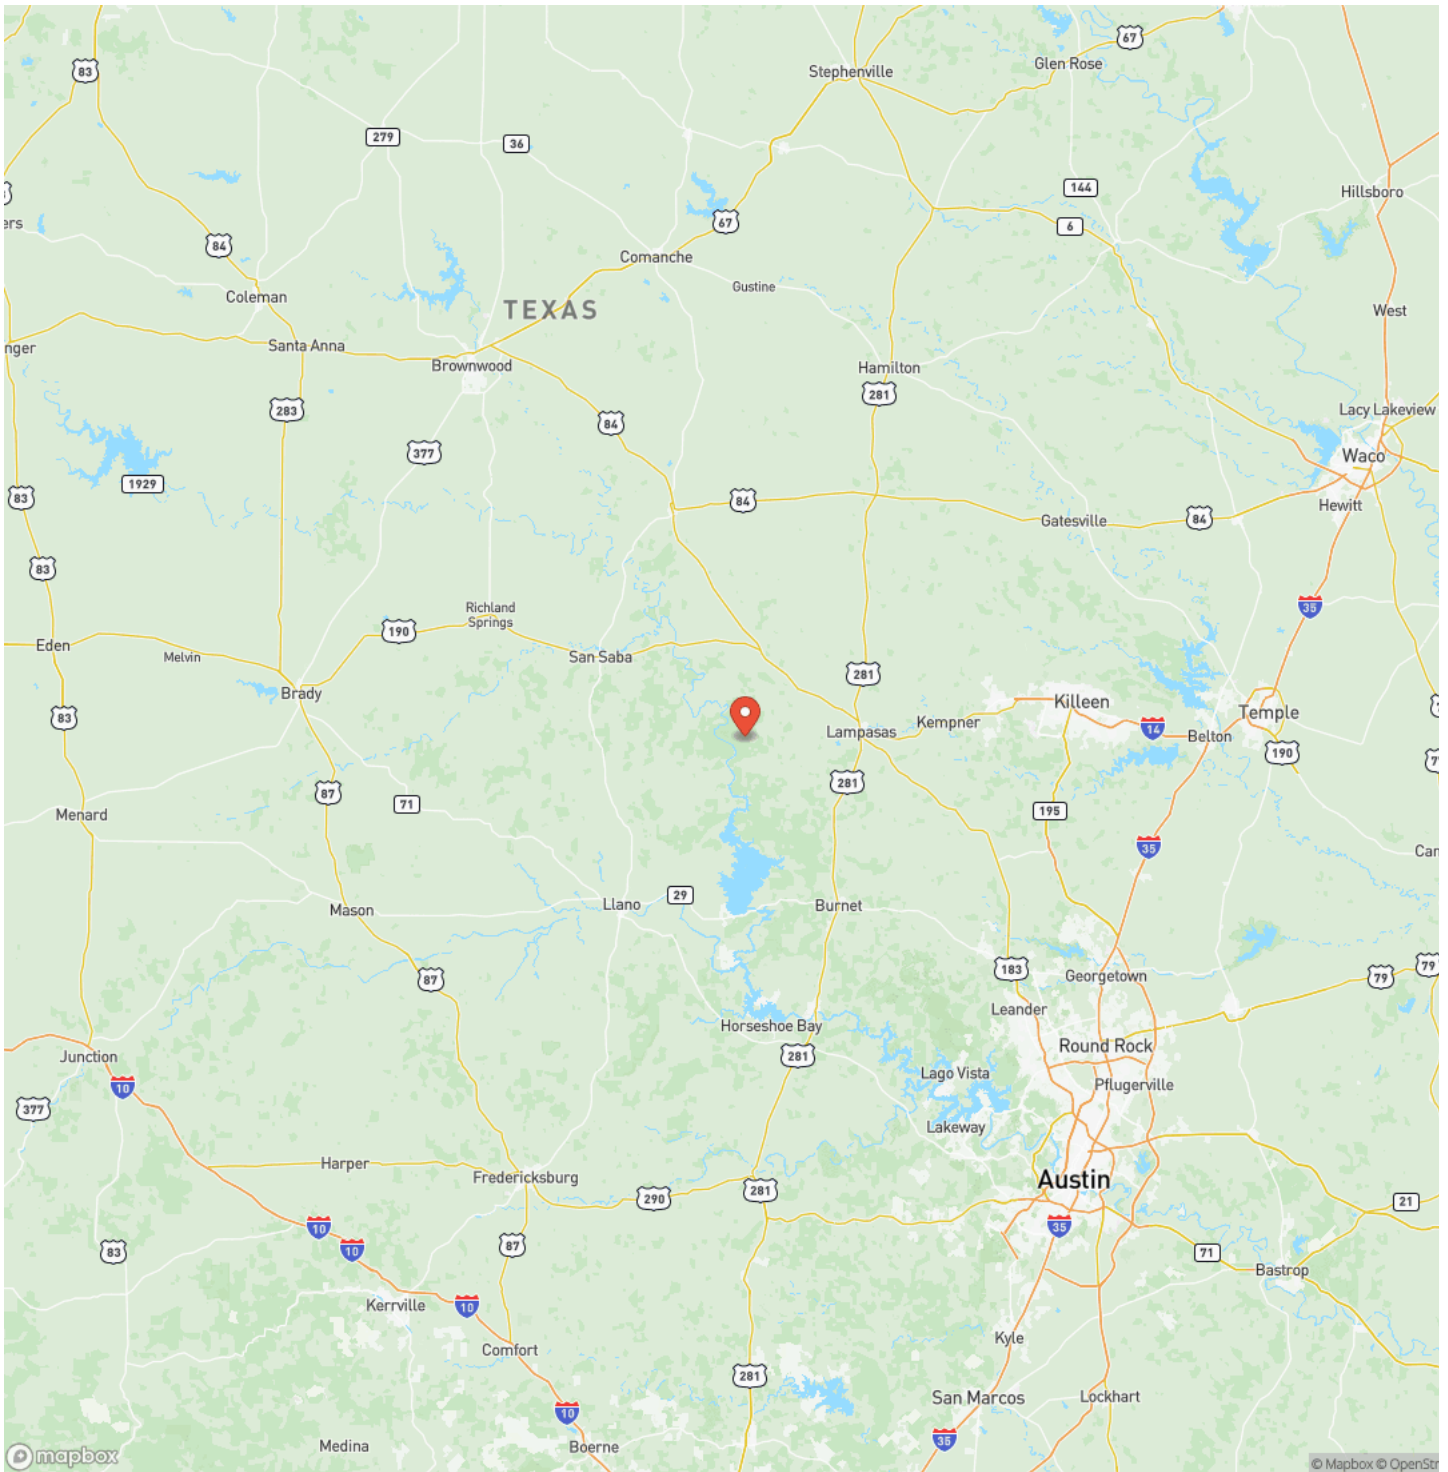 67
Glen Rose
83
Stephenville
279
36
144
Hillsboro
ers
67
6
84
Comanche
Gustine
Coleman
TEXAS
West
nger
Santa Anna
Brownwood
Hamilton
281
283
Lacy Lakeview
84
377
Waco
1929
83
84
Hewitt
Gatesville
84
83
Richland
Springs
35
190
Eden
Melvin
San Saba
281
Brady
Killeen
83
Kempner
Temple
Lampasas
14
Belton
190
281
87
71
195
Menard
35
Can
29
Llano
Burnet
Mason
87
183
Georgetown
79
79
Leander
Horseshoe Bay
Round Rock
Junction
281
Lago Vista
10
Pflugerville
377
Lakeway
Harper
Fredericksburg
Austin
290
281
21
10
35
83
10
87
71
Bastrop
Kerrville
10
Kyle
Comfort
281
San Marcos
Lockhart
10
35
Medina
Boerne
mapbox
© Mapbox © OpenStr